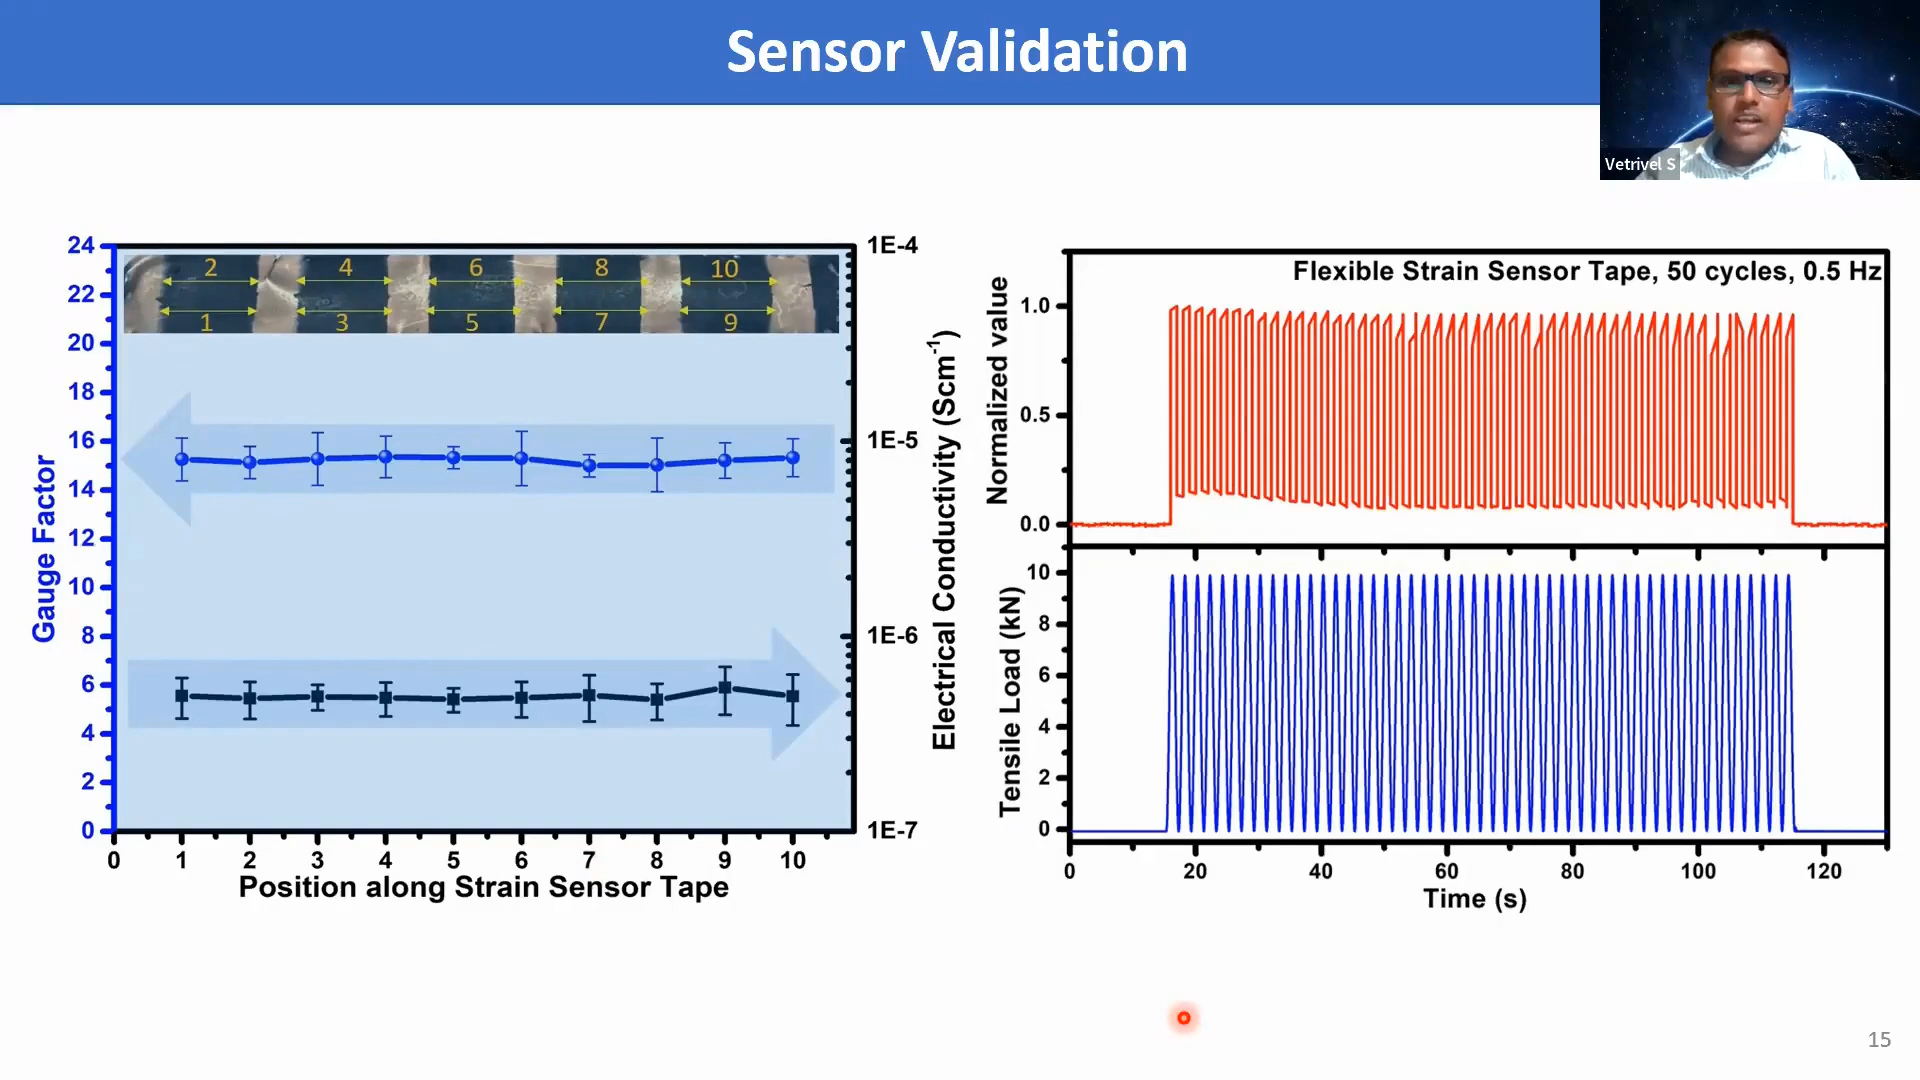 Sensor Validation
Vetrivel S
24
22
20
18
16
14
12
10
8
6
4
2
0
Gauge Factor
2 4 6 8 10
1 3 5 7 9
1E-4
1E-5
1E-6
1E-7
Electrical Conductivity (Scm-1)
0 1 2 3 4 5 6 7 8 9 10
Position along Strain Sensor Tape
Flexible Strain Sensor Tape, 50 cycles, 0.5 Hz
1.0
0.5
0.0
Normalized value
10
8
6
4
2
0
Tensile Load (kN)
0 20 40 60 80 100 120
Time (s)
15